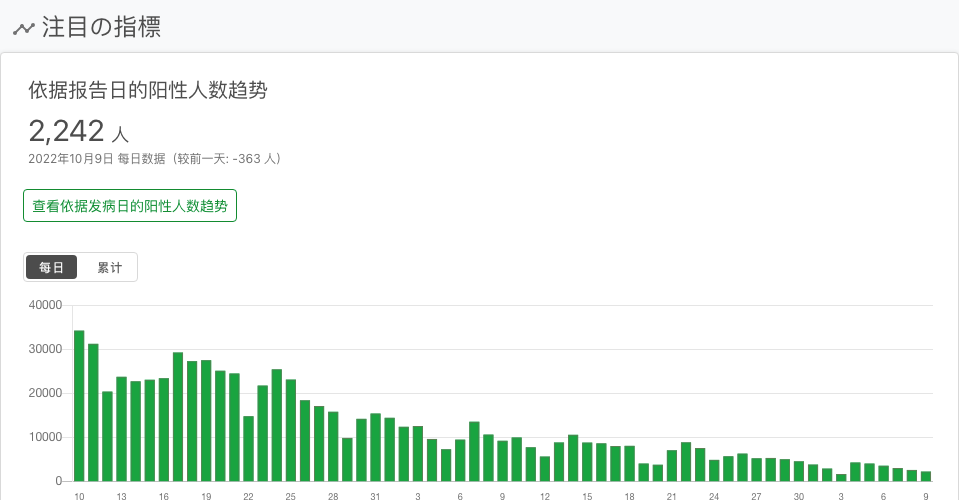 注目の指標
依据报告日的阳性人数趋势
2,242 人
2022年10月9日 每日数据（较前一天: -363 人）
查看依据发病日的阳性人数趋势
每日 累计
40000
30000
20000
10000
0
10 13 16 19 22 25 28 31 3 6 9 12 15 18 21 24 27 30 3 6 9